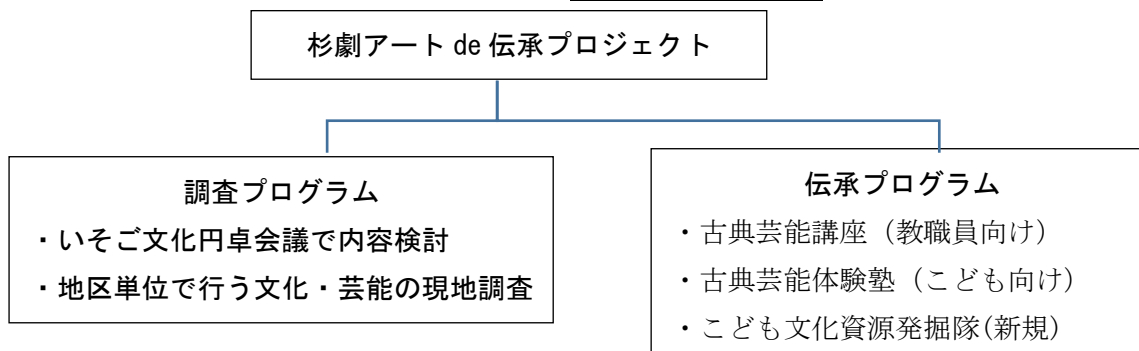 杉劇アート de 伝承プロジェクト
調査プログラム
・いそご文化円卓会議で内容検討
・地区単位で行う文化・芸能の現地調査
伝承プログラム
・古典芸能講座（教職員向け）
・古典芸能体験塾（こども向け）
・こども文化資源発掘隊(新規)